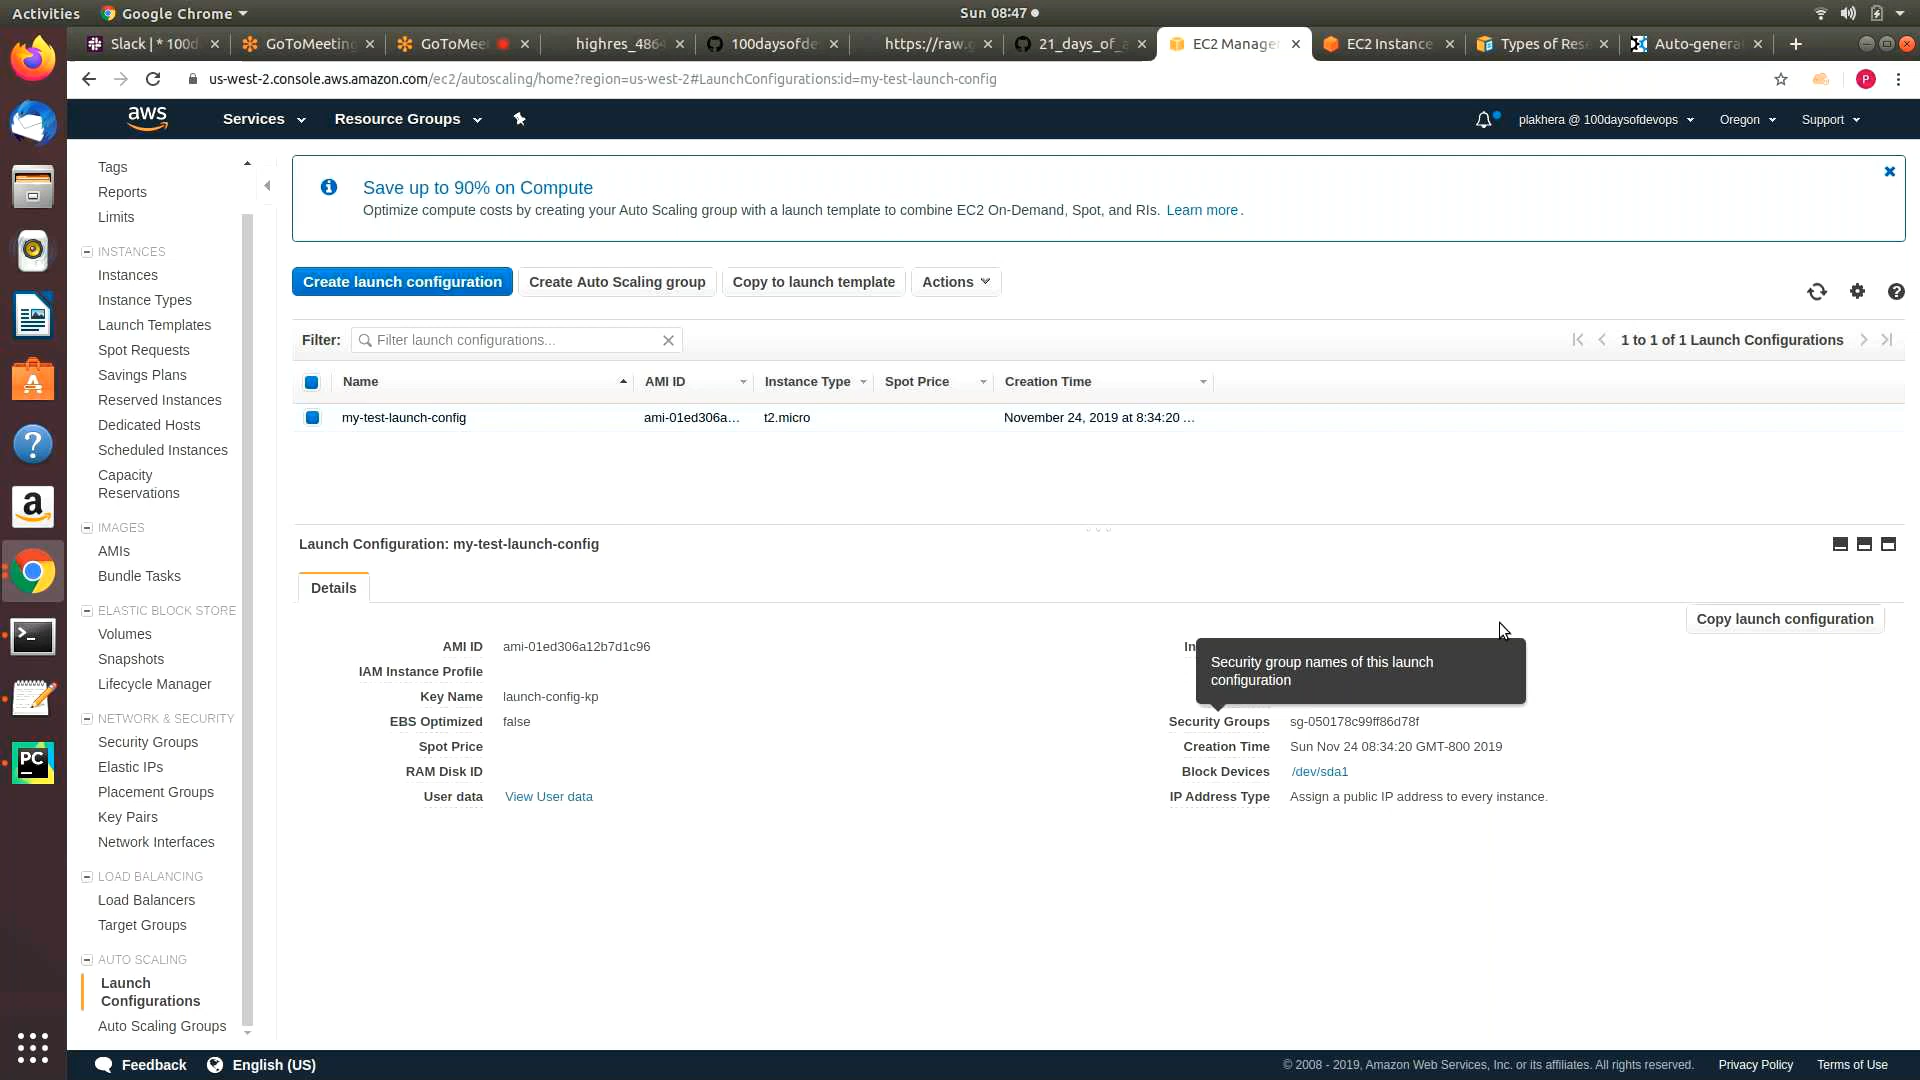 Activities
Google Chrome
Sun 08:47
Slack | * 100d
GoToMeeting
GoToMee
highres_486
100daysofde
https://raw.g
21_days_of_a
EC2 Manage
EC2 Instance
Types of Res
Auto-genera
us-west-2.console.aws.amazon.com/ec2/autoscaling/home?region=us-west-2#LaunchConfigurations:id=my-test-launch-config
P
aws
Services
Resource Groups
plakhera @ 100daysofdevops
Oregon
Support
Tags
Reports
Limits
INSTANCES
Instances
Instance Types
Launch Templates
Spot Requests
Savings Plans
Reserved Instances
Dedicated Hosts
Scheduled Instances
Capacity
Reservations
IMAGES
AMIs
Bundle Tasks
ELASTIC BLOCK STORE
Volumes
Snapshots
Lifecycle Manager
NETWORK & SECURITY
Security Groups
Elastic IPs
Placement Groups
Key Pairs
Network Interfaces
LOAD BALANCING
Load Balancers
Target Groups
AUTO SCALING
Launch
Configurations
Auto Scaling Groups
Save up to 90% on Compute
Optimize compute costs by creating your Auto Scaling group with a launch template to combine EC2 On-Demand, Spot, and RIs. Learn more.
Create launch configuration
Create Auto Scaling group
Copy to launch template
Actions
Filter:
Filter launch configurations...
1 to 1 of 1 Launch Configurations
Name
AMI ID
Instance Type
Spot Price
Creation Time
my-test-launch-config
ami-01ed306a...
t2.micro
November 24, 2019 at 8:34:20 ...
Launch Configuration: my-test-launch-config
Details
Copy launch configuration
AMI ID ami-01ed306a12b7d1c96
IAM Instance Profile
Key Name launch-config-kp
EBS Optimized false
Spot Price
RAM Disk ID
User data View User data
In
Security group names of this launch
configuration
Security Groups sg-050178c99ff86d78f
Creation Time Sun Nov 24 08:34:20 GMT-800 2019
Block Devices /dev/sda1
IP Address Type Assign a public IP address to every instance.
Feedback
English (US)
© 2008 - 2019, Amazon Web Services, Inc. or its affiliates. All rights reserved.
Privacy Policy
Terms of Use
PC